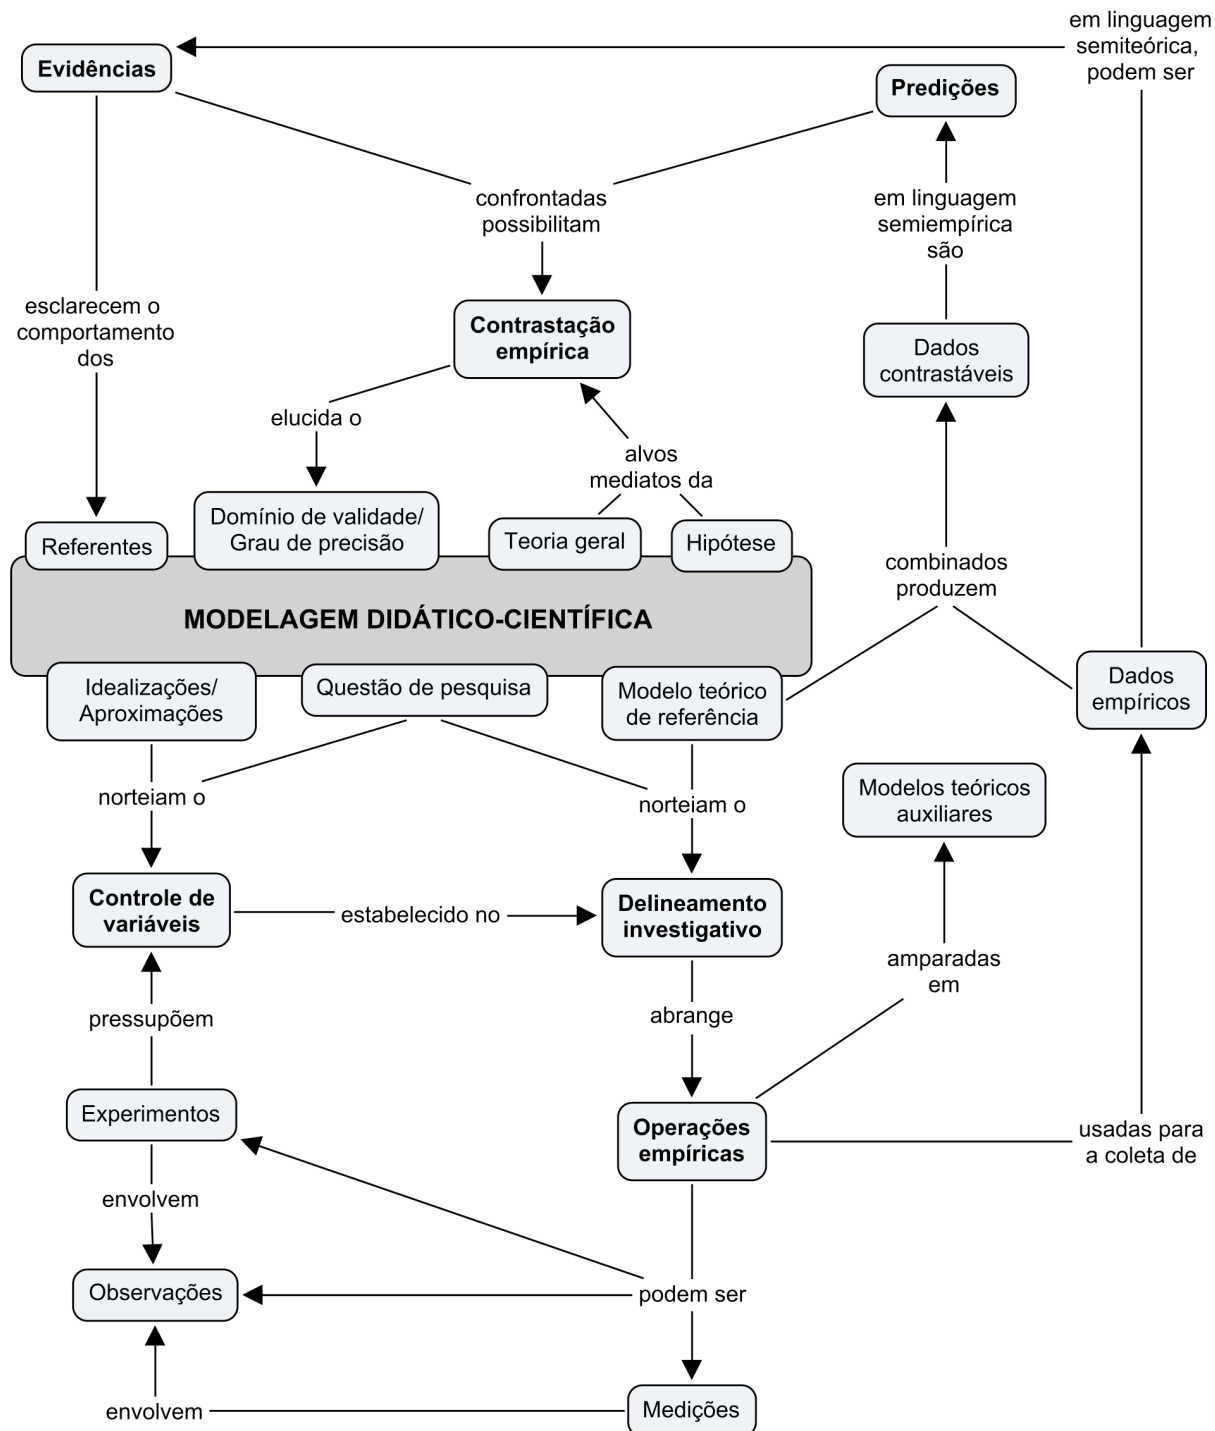 em linguagem
semiteórica,
podem ser
Evidências
Predições
confrontadas
possibilitam
em linguagem
semiempírica
são
esclarecem o
comportamento
dos
Contrastação
empírica
Dados
contrastáveis
elucida o
alvos
mediatos da
Referentes
Domínio de validade/
Grau de precisão
Teoria geral
Hipótese
combinados
produzem
MODELAGEM DIDÁTICO-CIENTÍFICA
Idealizações/
Aproximações
Questão de pesquisa
Modelo teórico
de referência
Dados
empíricos
norteiam o
norteiam o
Modelos teóricos
auxiliares
Controle de
variáveis
estabelecido no
Delineamento
investigativo
amparadas
em
pressupõem
abrange
Experimentos
Operações
empíricas
usadas para
a coleta de
envolvem
Observações
podem ser
envolvem
Medições